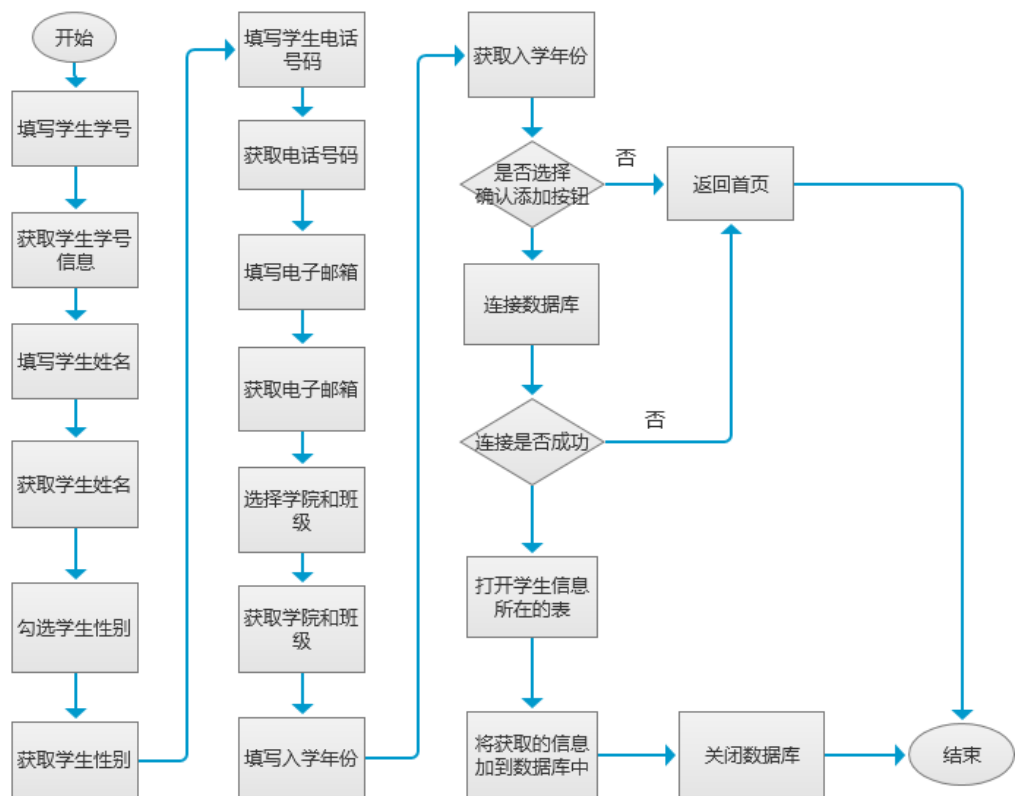 开始
填写学生学号
获取学生学号
信息
填写学生姓名
获取学生姓名
勾选学生性别
获取学生性别
填写学生电话
号码
获取电话号码
填写电子邮箱
获取电子邮箱
选择学院和班
级
获取学院和班
级
填写入学年份
获取入学年份
是否选择
确认添加按钮
否
返回首页
连接数据库
连接是否成功
否
打开学生信息
所在的表
将获取的信息
加到数据库中
关闭数据库
结束